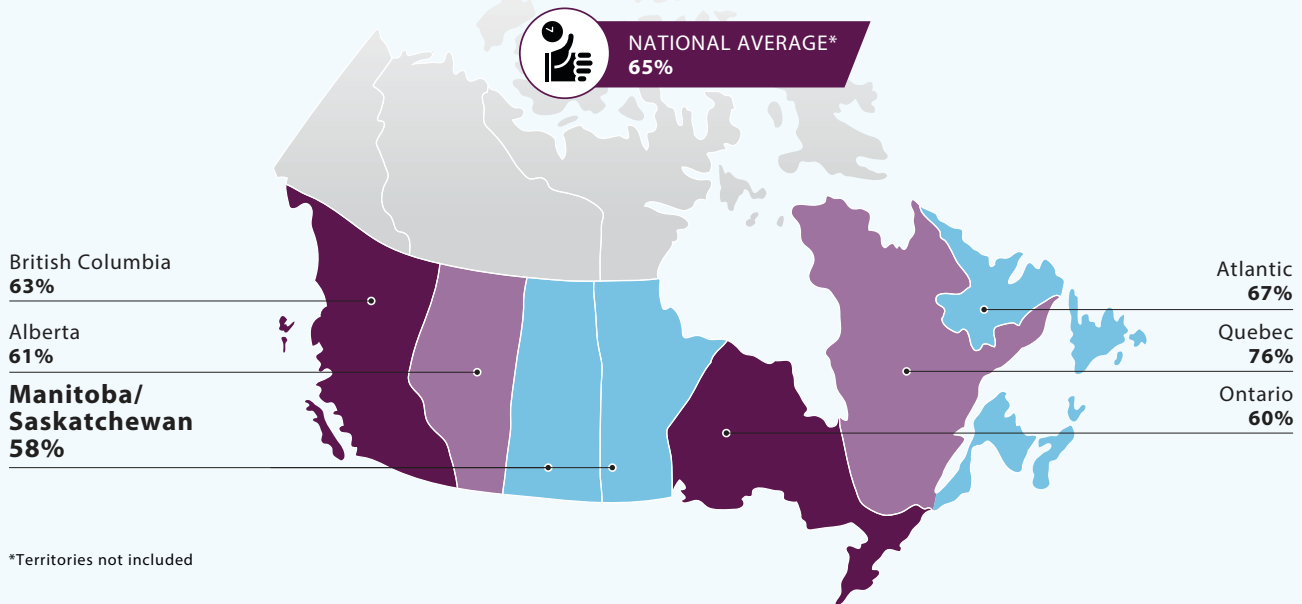 NATIONAL AVERAGE*
65%
British Columbia
63%
Alberta
61%
Manitoba/
Saskatchewan
58%
Atlantic
67%
Quebec
76%
Ontario
60%
*Territories not included